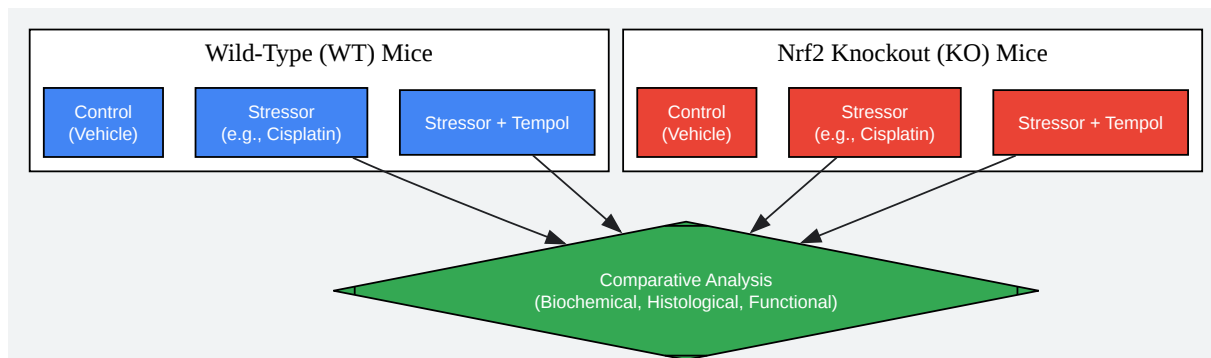 Wild-Type (WT) Mice
Control
(Vehicle)
Stressor
(e.g., Cisplatin)
Stressor + Tempol
Nrf2 Knockout (KO) Mice
Control
(Vehicle)
Stressor
(e.g., Cisplatin)
Stressor + Tempol
Comparative Analysis
(Biochemical, Histological, Functional)